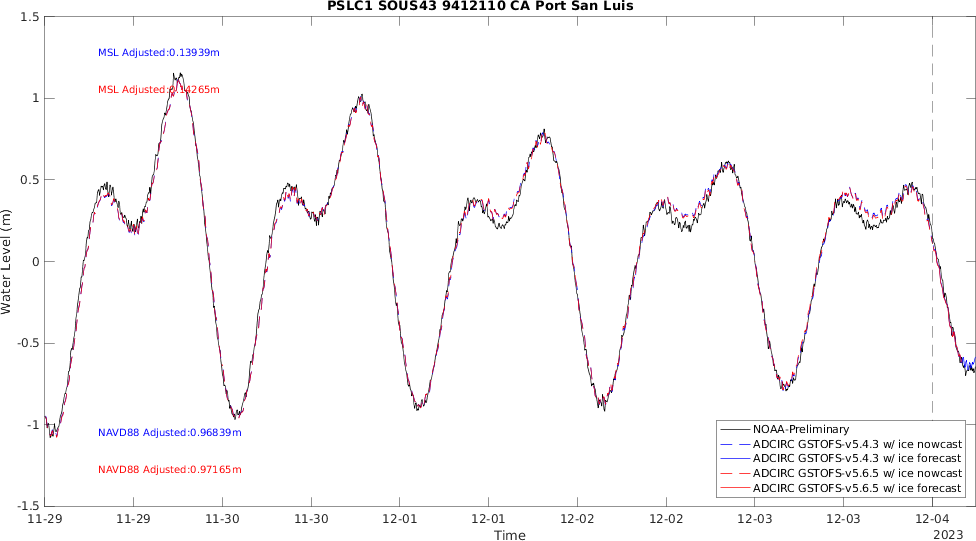 PSLC1 SOUS43 9412110 CA Port San Luis
1.5
MSL Adjusted:0.13939m
MSL Adjusted:0.14265m
1
0.5
Water Level (m)
0
-0.5
-1
NAVD88 Adjusted:0.96839m
NAVD88 Adjusted:0.97165m
-1.5
NOAA-Preliminary
ADCIRC GSTOFS-v5.4.3 w/ ice nowcast
ADCIRC GSTOFS-v5.4.3 w/ ice forecast
ADCIRC GSTOFS-v5.6.5 w/ ice nowcast
ADCIRC GSTOFS-v5.6.5 w/ ice forecast
11-29 11-29 11-30 11-30 12-01 12-01 12-02 12-02 12-03 12-03 12-04
Time
2023